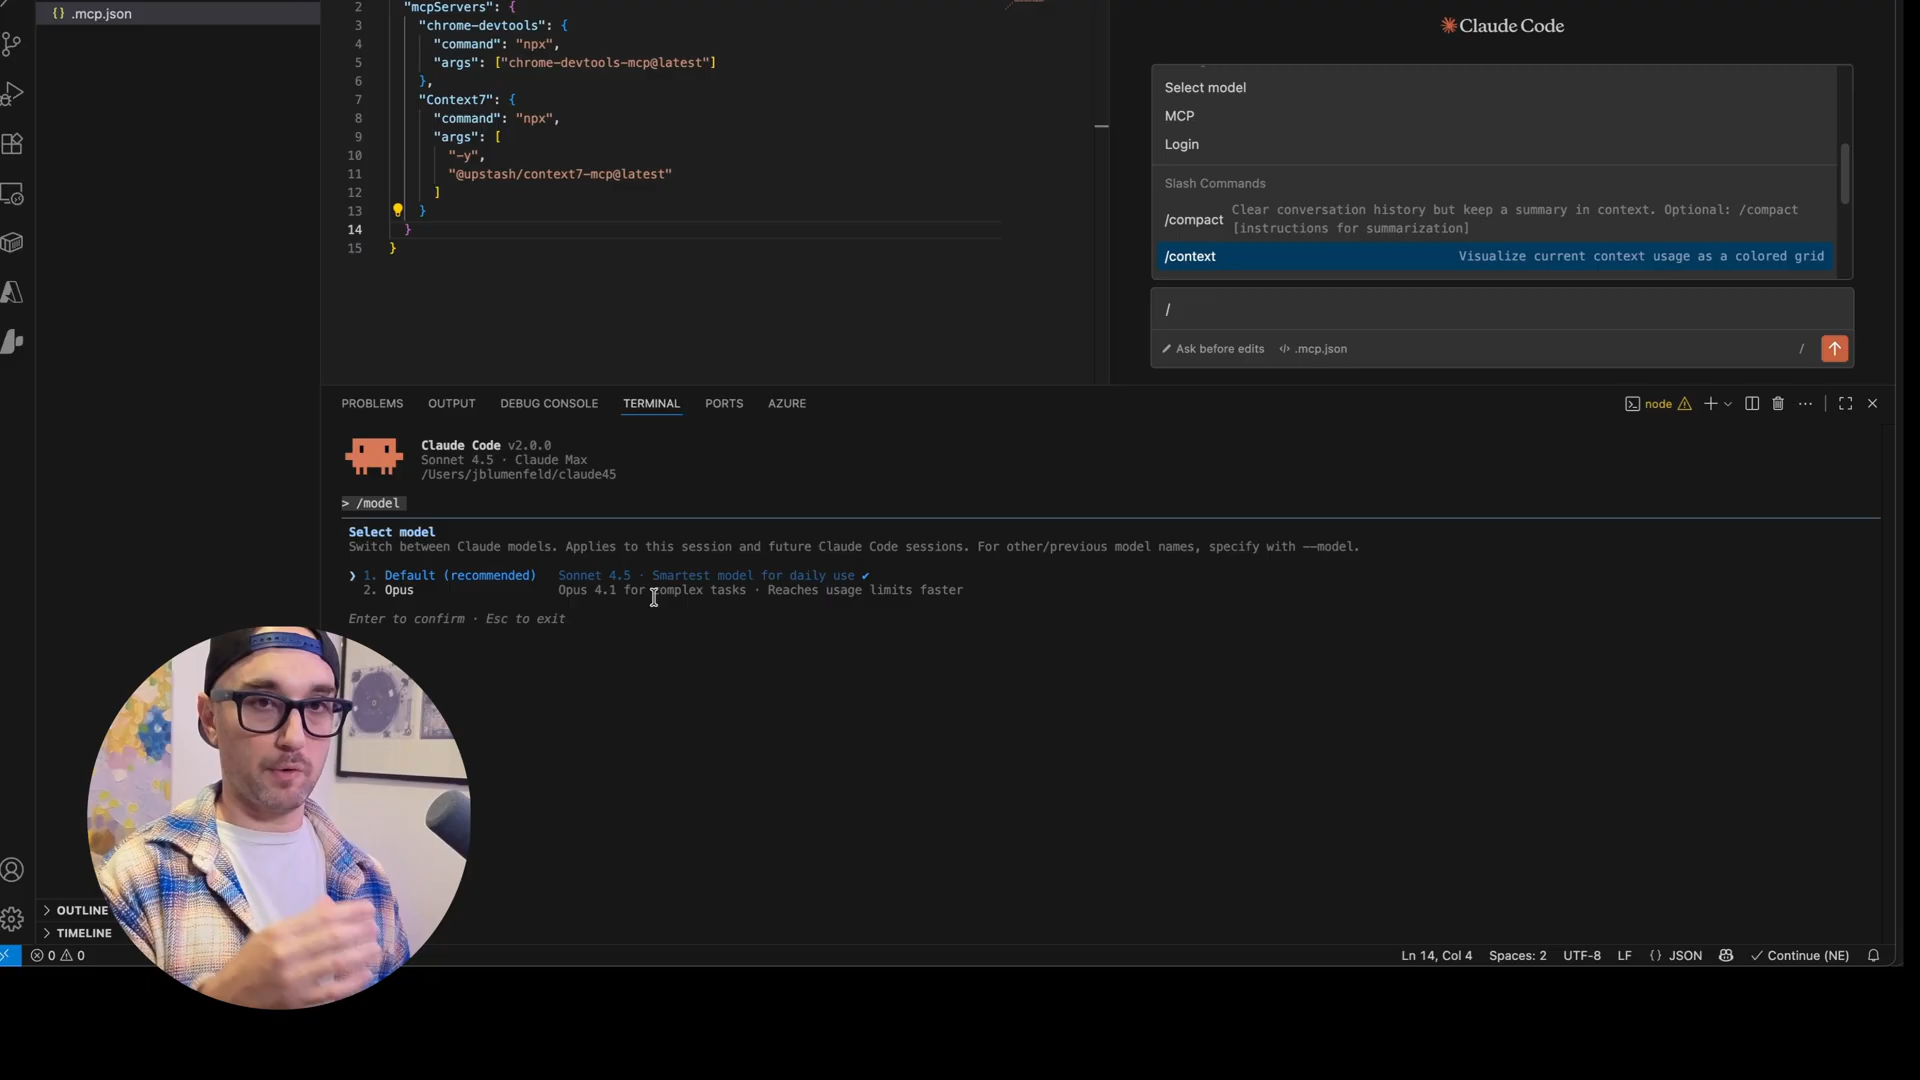 .mcp.json
2 "mcpServers": {
3 "chrome-devtools": {
4 "command": "npx",
5 "args": ["chrome-devtools-mcp@latest"]
6 },
7 "Context7": {
8 "command": "npx",
9 "args": [
10 "-y",
11 "@upstash/context7-mcp@latest"
12 ]
13 }
14 }
15 }
Claude Code
Select model
MCP
Login
Slash Commands
/compact Clear conversation history but keep a summary in context. Optional: /compact
[instructions for summarization]
/context Visualize current context usage as a colored grid
/
Ask before edits .mcp.json /
PROBLEMS OUTPUT DEBUG CONSOLE TERMINAL PORTS AZURE
node
Claude Code v2.0.0
Sonnet 4.5 · Claude Max
/Users/jblumenfeld/claude45
> /model
Select model
Switch between Claude models. Applies to this session and future Claude Code sessions. For other/previous model names, specify with --model.
❯ 1. Default (recommended) Sonnet 4.5 · Smartest model for daily use ✔
2. Opus Opus 4.1 for complex tasks · Reaches usage limits faster
Enter to confirm · Esc to exit
OUTLINE
TIMELINE
0 0
Ln 14, Col 4 Spaces: 2 UTF-8 LF {} JSON Continue (NE)